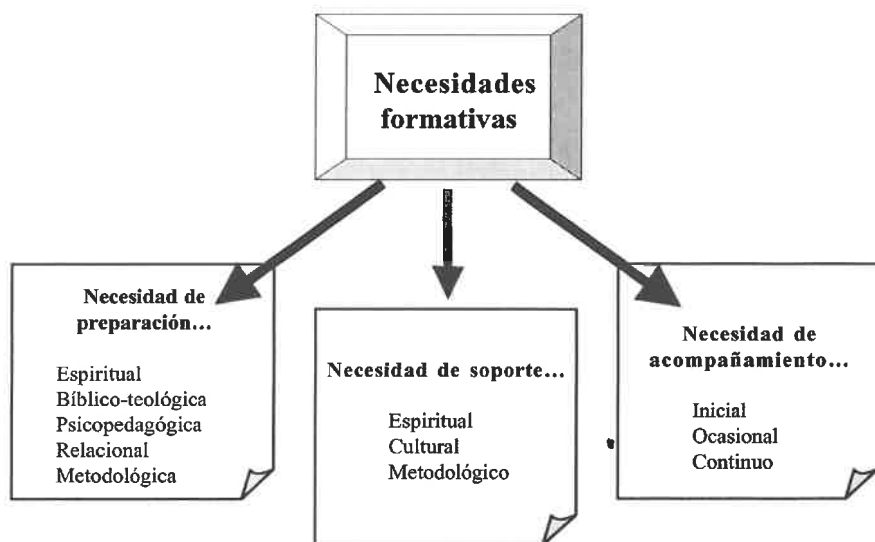 Necesidades
formativas
Necesidad de
preparación...
Espiritual
Bíblico-teológica
Psicopedagógica
Relacional
Metodológica
Necesidad de soporte...
Espiritual
Cultural
Metodológico
Necesidad de
acompañamiento...
Inicial
Ocasional
Continuo